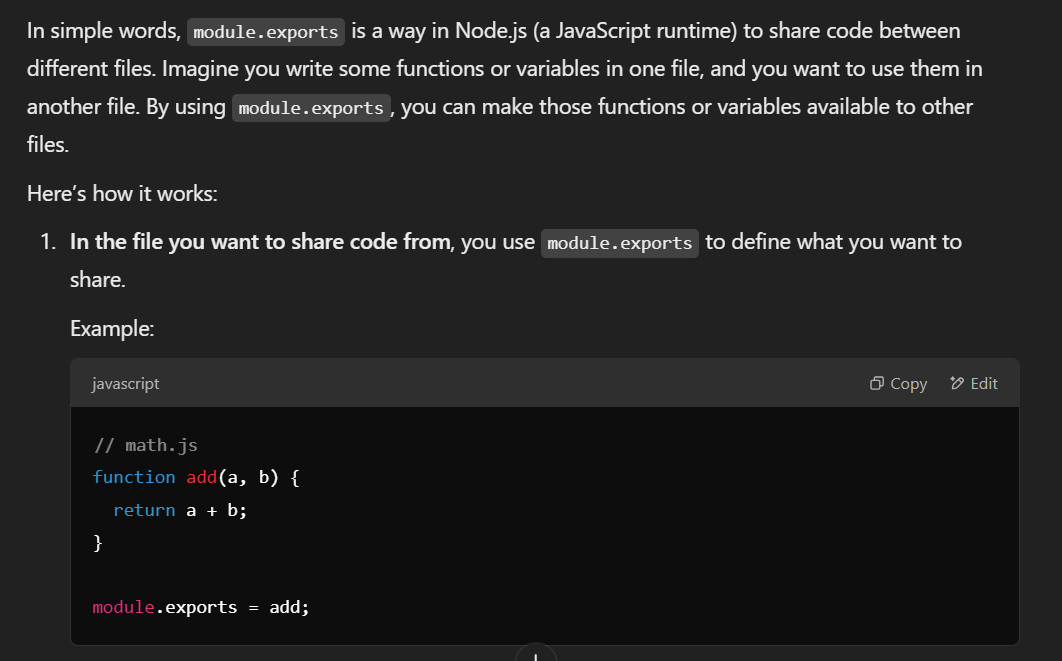 In simple words, module.exports is a way in Node.js (a JavaScript runtime) to share code between
different files. Imagine you write some functions or variables in one file, and you want to use them in
another file. By using module.exports, you can make those functions or variables available to other
files.
Here’s how it works:
1. In the file you want to share code from, you use module.exports to define what you want to
share.
Example:
javascript Copy Edit
// math.js
function add(a, b) {
  return a + b;
}
module.exports = add;